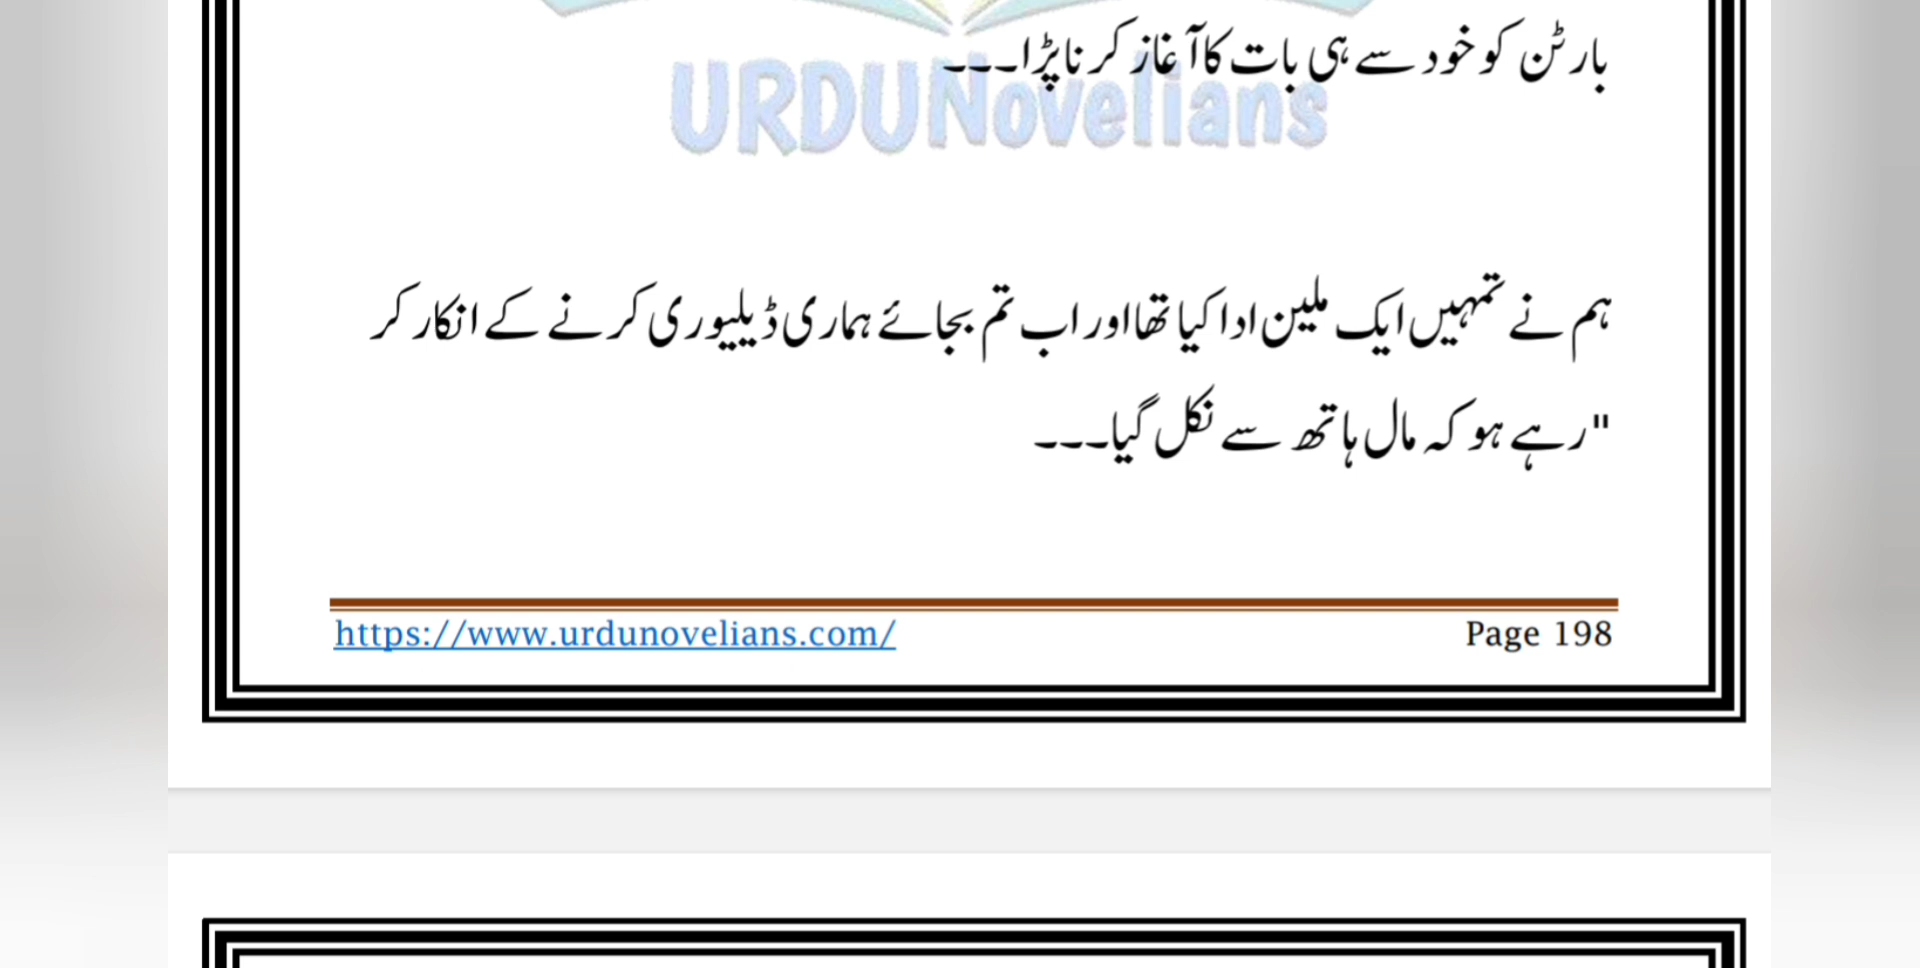 بارٹن کو خود سے ہی بات کا آغاز کرنا پڑا۔۔۔
URDUNovelians
ہم نے تمہیں ایک ملین ادا کیا تھا اور اب تم بجائے ہماری ڈیلیوری کرنے کے انکار کر
"رہے ہو کہ مال ہاتھ سے نکل گیا۔۔۔
https://www.urdunovelians.com/ Page 198